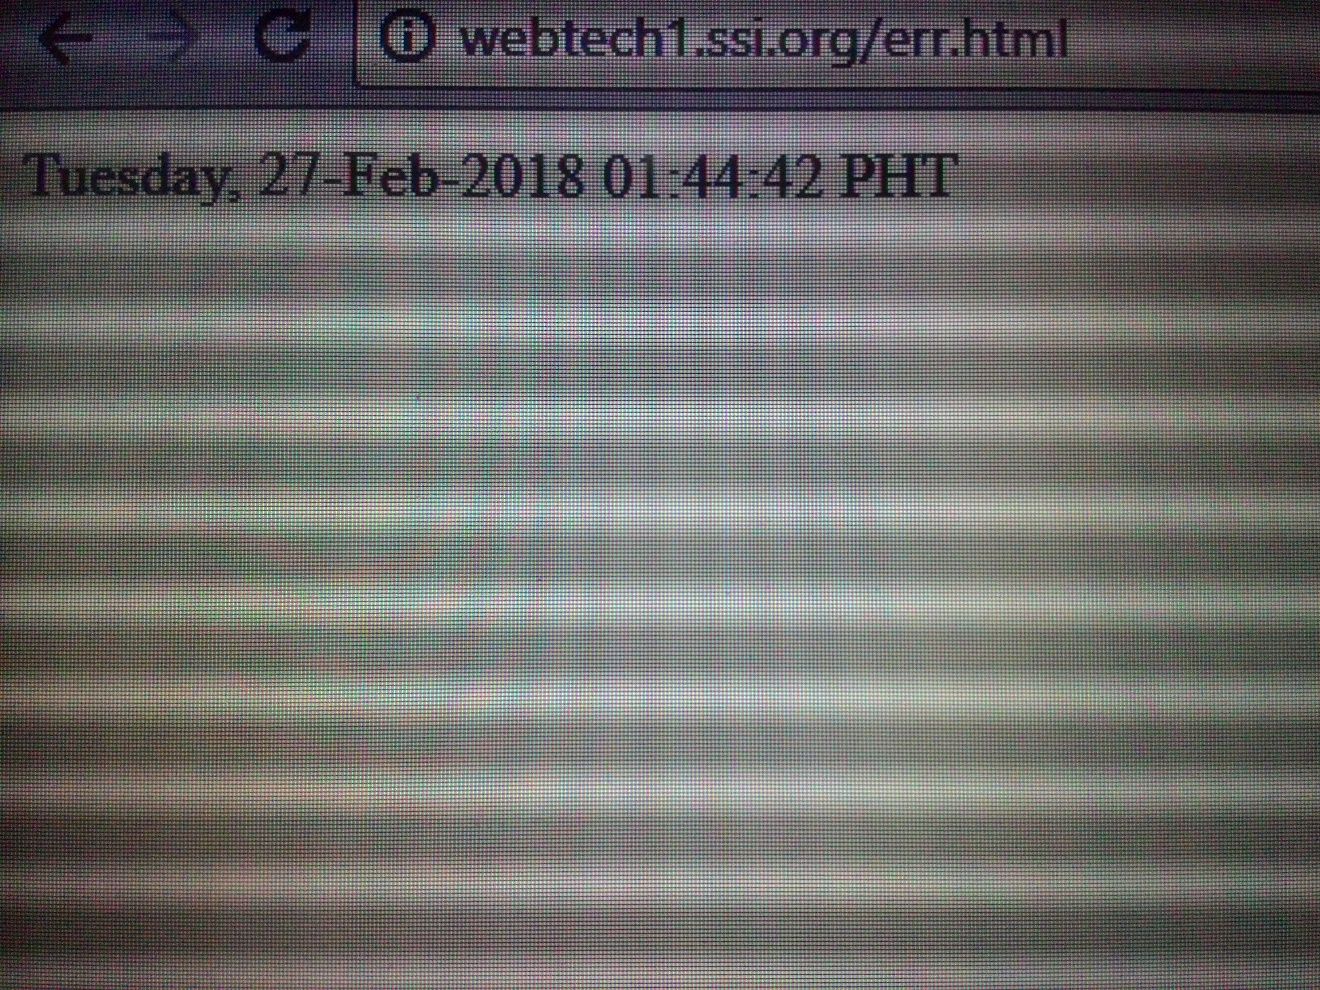 webtech1.ssi.org/err.html
Tuesday, 27-Feb-2018 01:44:42 PHT